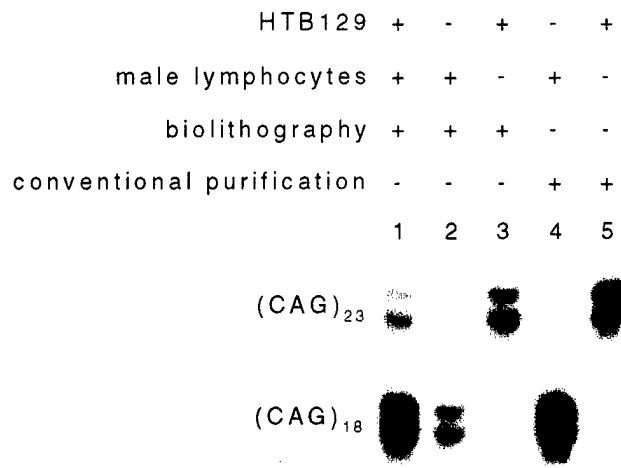 HTB129 + - + - +
male lymphocytes + + - + -
biolithography + + + - -
conventional purification - - - + +
1 2 3 4 5
(CAG)₂₃
(CAG)₁₈